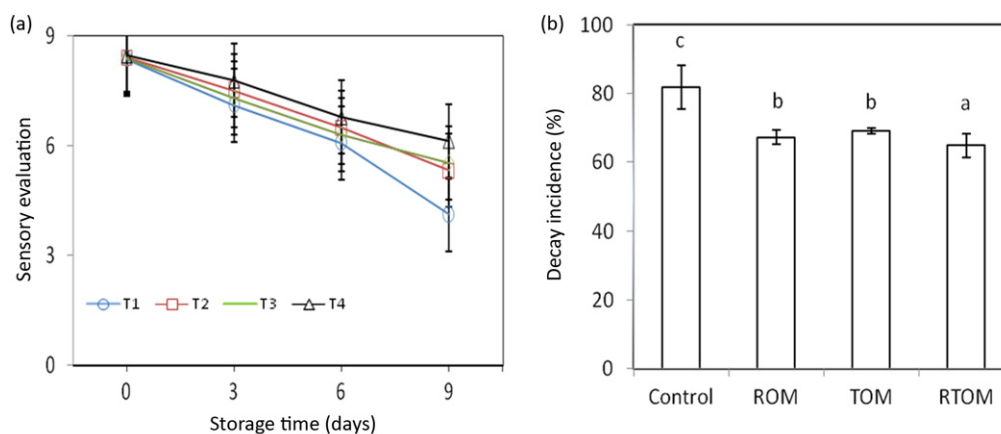 (a)
Sensory evaluation
9
6
3
0
T1 T2 T3 T4
0 3 6 9
Storage time (days)
(b)
Decay incidence (%)
100
80
60
40
20
0
c
b
b
a
Control ROM TOM RTOM